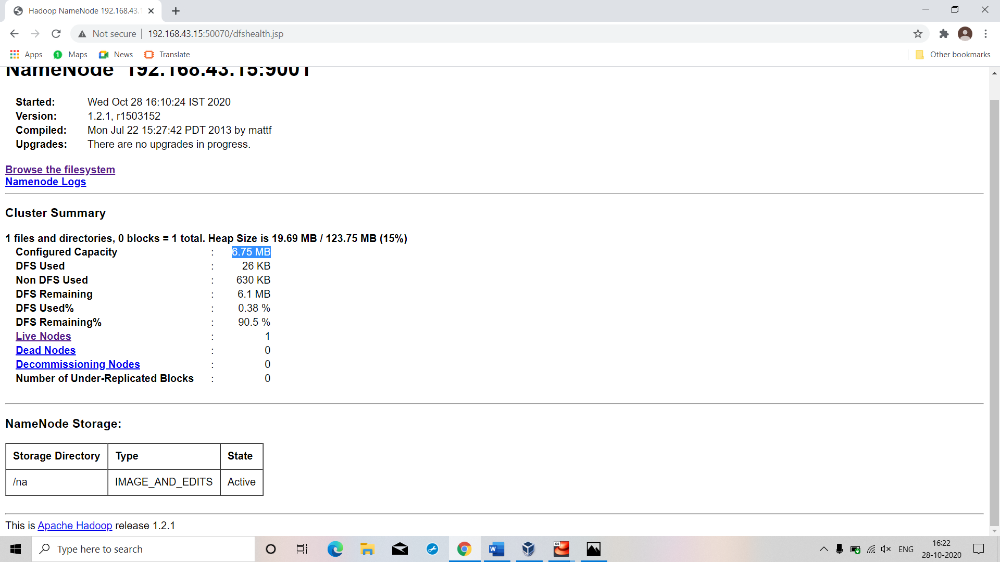 Hadoop NameNode 192.168.43.1
Not secure | 192.168.43.15:50070/dfshealth.jsp
Apps Maps News Translate Other bookmarks
NameNode 192.168.43.15:9001
Started: Wed Oct 28 16:10:24 IST 2020
Version: 1.2.1, r1503152
Compiled: Mon Jul 22 15:27:42 PDT 2013 by mattf
Upgrades: There are no upgrades in progress.
Browse the filesystem
Namenode Logs
Cluster Summary
1 files and directories, 0 blocks = 1 total. Heap Size is 19.69 MB / 123.75 MB (15%)
Configured Capacity : 6.75 MB
DFS Used : 26 KB
Non DFS Used : 630 KB
DFS Remaining : 6.1 MB
DFS Used% : 0.38 %
DFS Remaining% : 90.5 %
Live Nodes : 1
Dead Nodes : 0
Decommissioning Nodes : 0
Number of Under-Replicated Blocks : 0
NameNode Storage:
Storage Directory Type State
/na IMAGE_AND_EDITS Active
This is Apache Hadoop release 1.2.1
Type here to search
ENG
16:22
28-10-2020